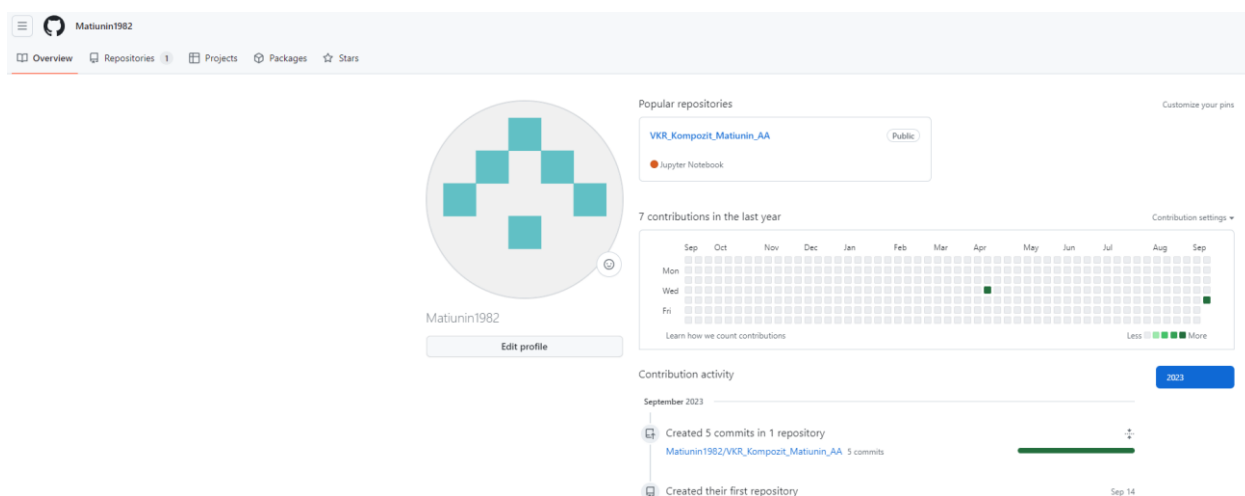 Matiunin1982
Overview Repositories 1 Projects Packages Stars
Popular repositories
Customize your pins
VKR_Kompozit_Matiunin_AA Public
Jupyter Notebook
7 contributions in the last year
Contribution settings
Sep Oct Nov Dec Jan Feb Mar Apr May Jun Jul Aug Sep
Mon
Wed
Fri
Learn how we count contributions
Less More
Matiunin1982
Edit profile
Contribution activity
2023
September 2023
Created 5 commits in 1 repository
Matiunin1982/VKR_Kompozit_Matiunin_AA 5 commits
Created their first repository Sep 14